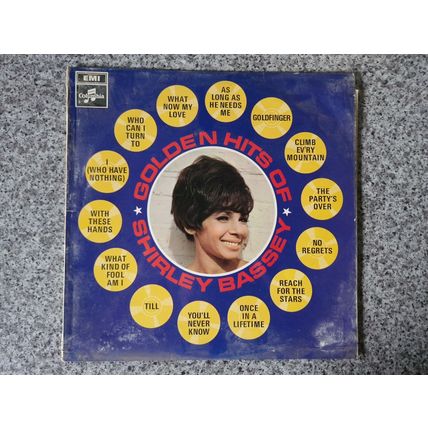 EMI
Columbia
GOLDEN HITS OF
SHIRLEY BASSEY
AS
LONG AS
HE NEEDS
ME
GOLDFINGER
CLIMB
EV'RY
MOUNTAIN
THE
PARTY'S
OVER
NO
REGRETS
REACH
FOR THE
STARS
ONCE
IN A
LIFETIME
YOU'LL
NEVER
KNOW
TILL
WHAT
KIND OF
FOOL
AM I
WITH
THESE
HANDS
I
(WHO HAVE
NOTHING)
WHO
CAN I
TURN
TO
WHAT
NOW MY
LOVE